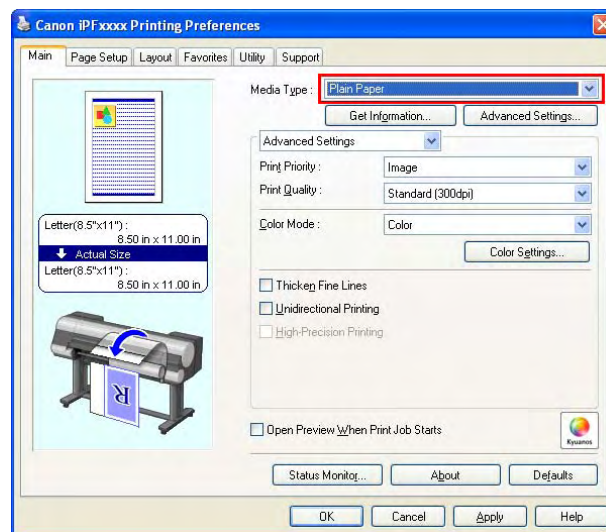 Canon iPFxxxx Printing Preferences
Main Page Setup Layout Favorites Utility Support
Media Type : Plain Paper
Get Information... Advanced Settings...
Advanced Settings
Print Priority : Image
Print Quality : Standard (300dpi)
Color Mode : Color
Color Settings...
Letter(8.5"x11") :
8.50 in x 11.00 in
Actual Size
Letter(8.5"x11") :
8.50 in x 11.00 in
Thicken Fine Lines
Unidirectional Printing
High-Precision Printing
R
Open Preview When Print Job Starts
Kyuanos
Status Monitor... About Defaults
OK Cancel Apply Help